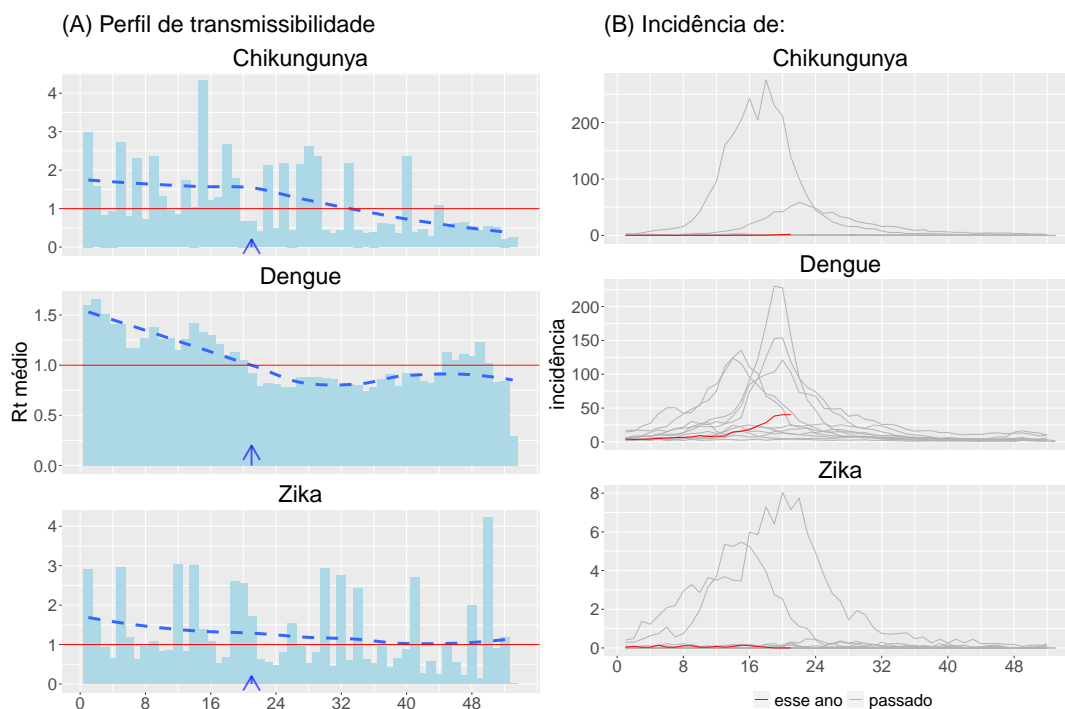 (A) Perfil de transmissibilidade
Chikungunya
4
3
2
1
0
Dengue
1.5
1.0
0.5
0.0
Rt médio
Zika
4
3
2
1
0
0 8 16 24 32 40 48
(B) Incidência de:
Chikungunya
200
100
0
Dengue
200
150
100
50
0
incidência
Zika
8
6
4
2
0
0 8 16 24 32 40 48
esse ano passado